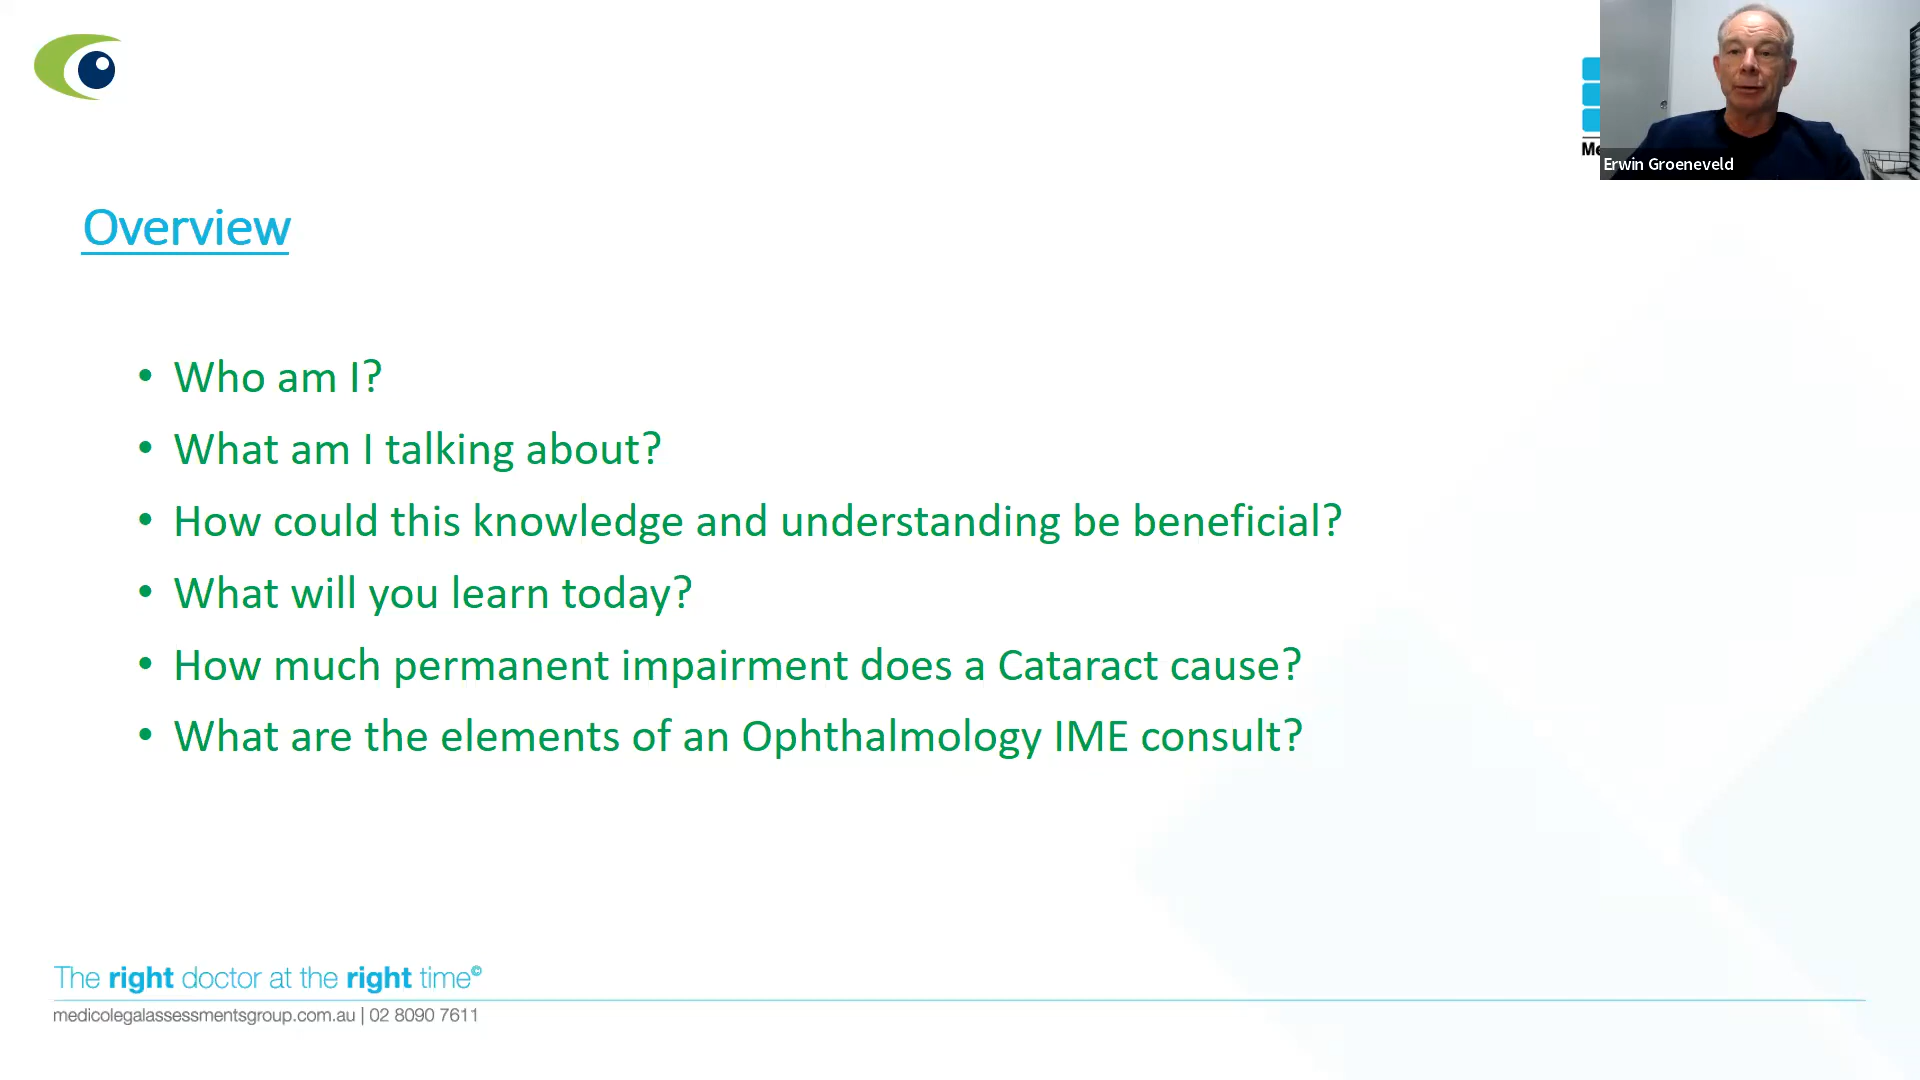 Me
Erwin Groeneveld
Overview
• Who am I?
• What am I talking about?
• How could this knowledge and understanding be beneficial?
• What will you learn today?
• How much permanent impairment does a Cataract cause?
• What are the elements of an Ophthalmology IME consult?
The right doctor at the right time©
medicolegalassessmentsgroup.com.au | 02 8090 7611